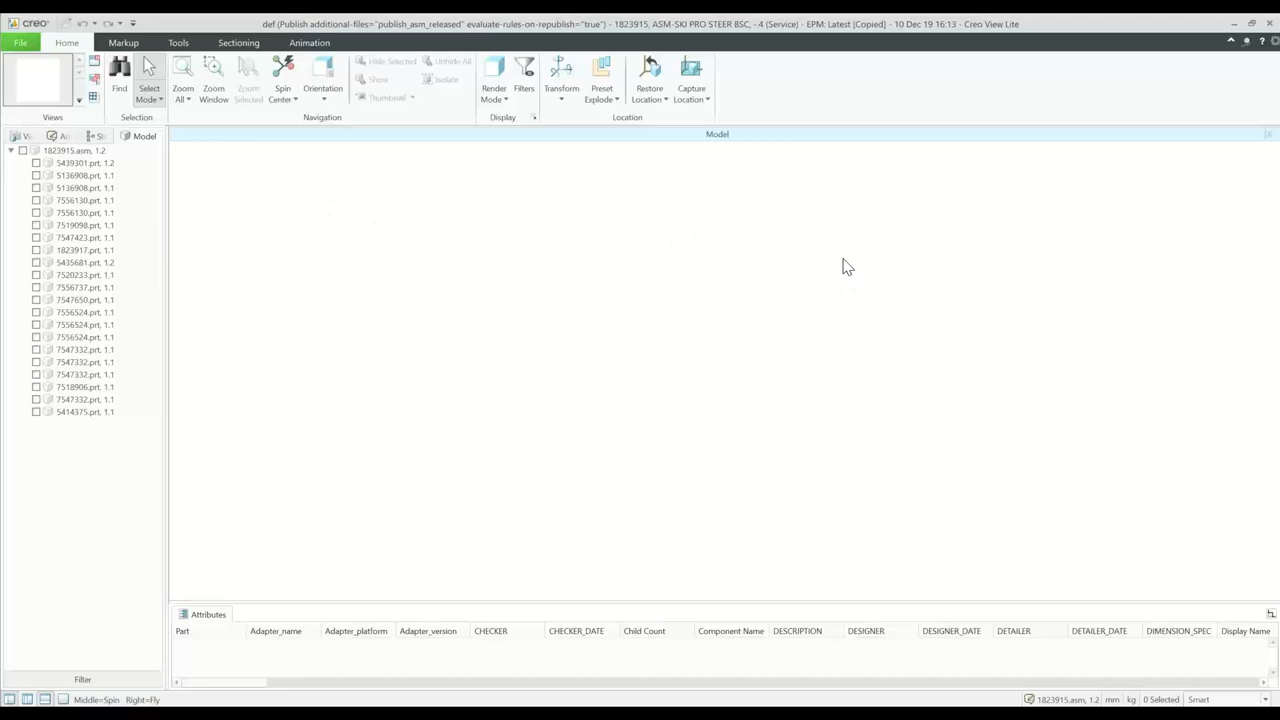 creo
def (Publish additional-files="publish_asm_released" evaluate-rules-on-republish="true") - 1823915, ASM-SKI PRO STEER BSC, - 4 (Service) - EPM: Latest [Copied] - 10 Dec 19 16:13 - Creo View Lite
File Home Markup Tools Sectioning Animation
Find
Select Mode
Zoom All
Zoom Window
Zoom Selected
Spin Center
Orientation
Hide Selected
Unhide All
Show
Isolate
Thumbnail
Render Mode
Filters
Transform
Preset Explode
Restore Location
Capture Location
Views Selection Navigation Display Location
Model
Model
1823915.asm, 1.2
5439301.prt, 1.2
5136908.prt, 1.1
5136908.prt, 1.1
7556130.prt, 1.1
7556130.prt, 1.1
7519098.prt, 1.1
7547423.prt, 1.1
1823917.prt, 1.1
5435681.prt, 1.2
7520233.prt, 1.1
7556737.prt, 1.1
7547650.prt, 1.1
7556524.prt, 1.1
7556524.prt, 1.1
7556524.prt, 1.1
7547332.prt, 1.1
7547332.prt, 1.1
7547332.prt, 1.1
7518906.prt, 1.1
7547332.prt, 1.1
5414375.prt, 1.1
Attributes
Part Adapter_name Adapter_platform Adapter_version CHECKER CHECKER_DATE Child Count Component Name DESCRIPTION DESIGNER DESIGNER_DATE DETAILER DETAILER_DATE DIMENSION_SPEC Display Name
Filter
Middle=Spin Right=Fly
1823915.asm, 1.2 mm kg 0 Selected Smart